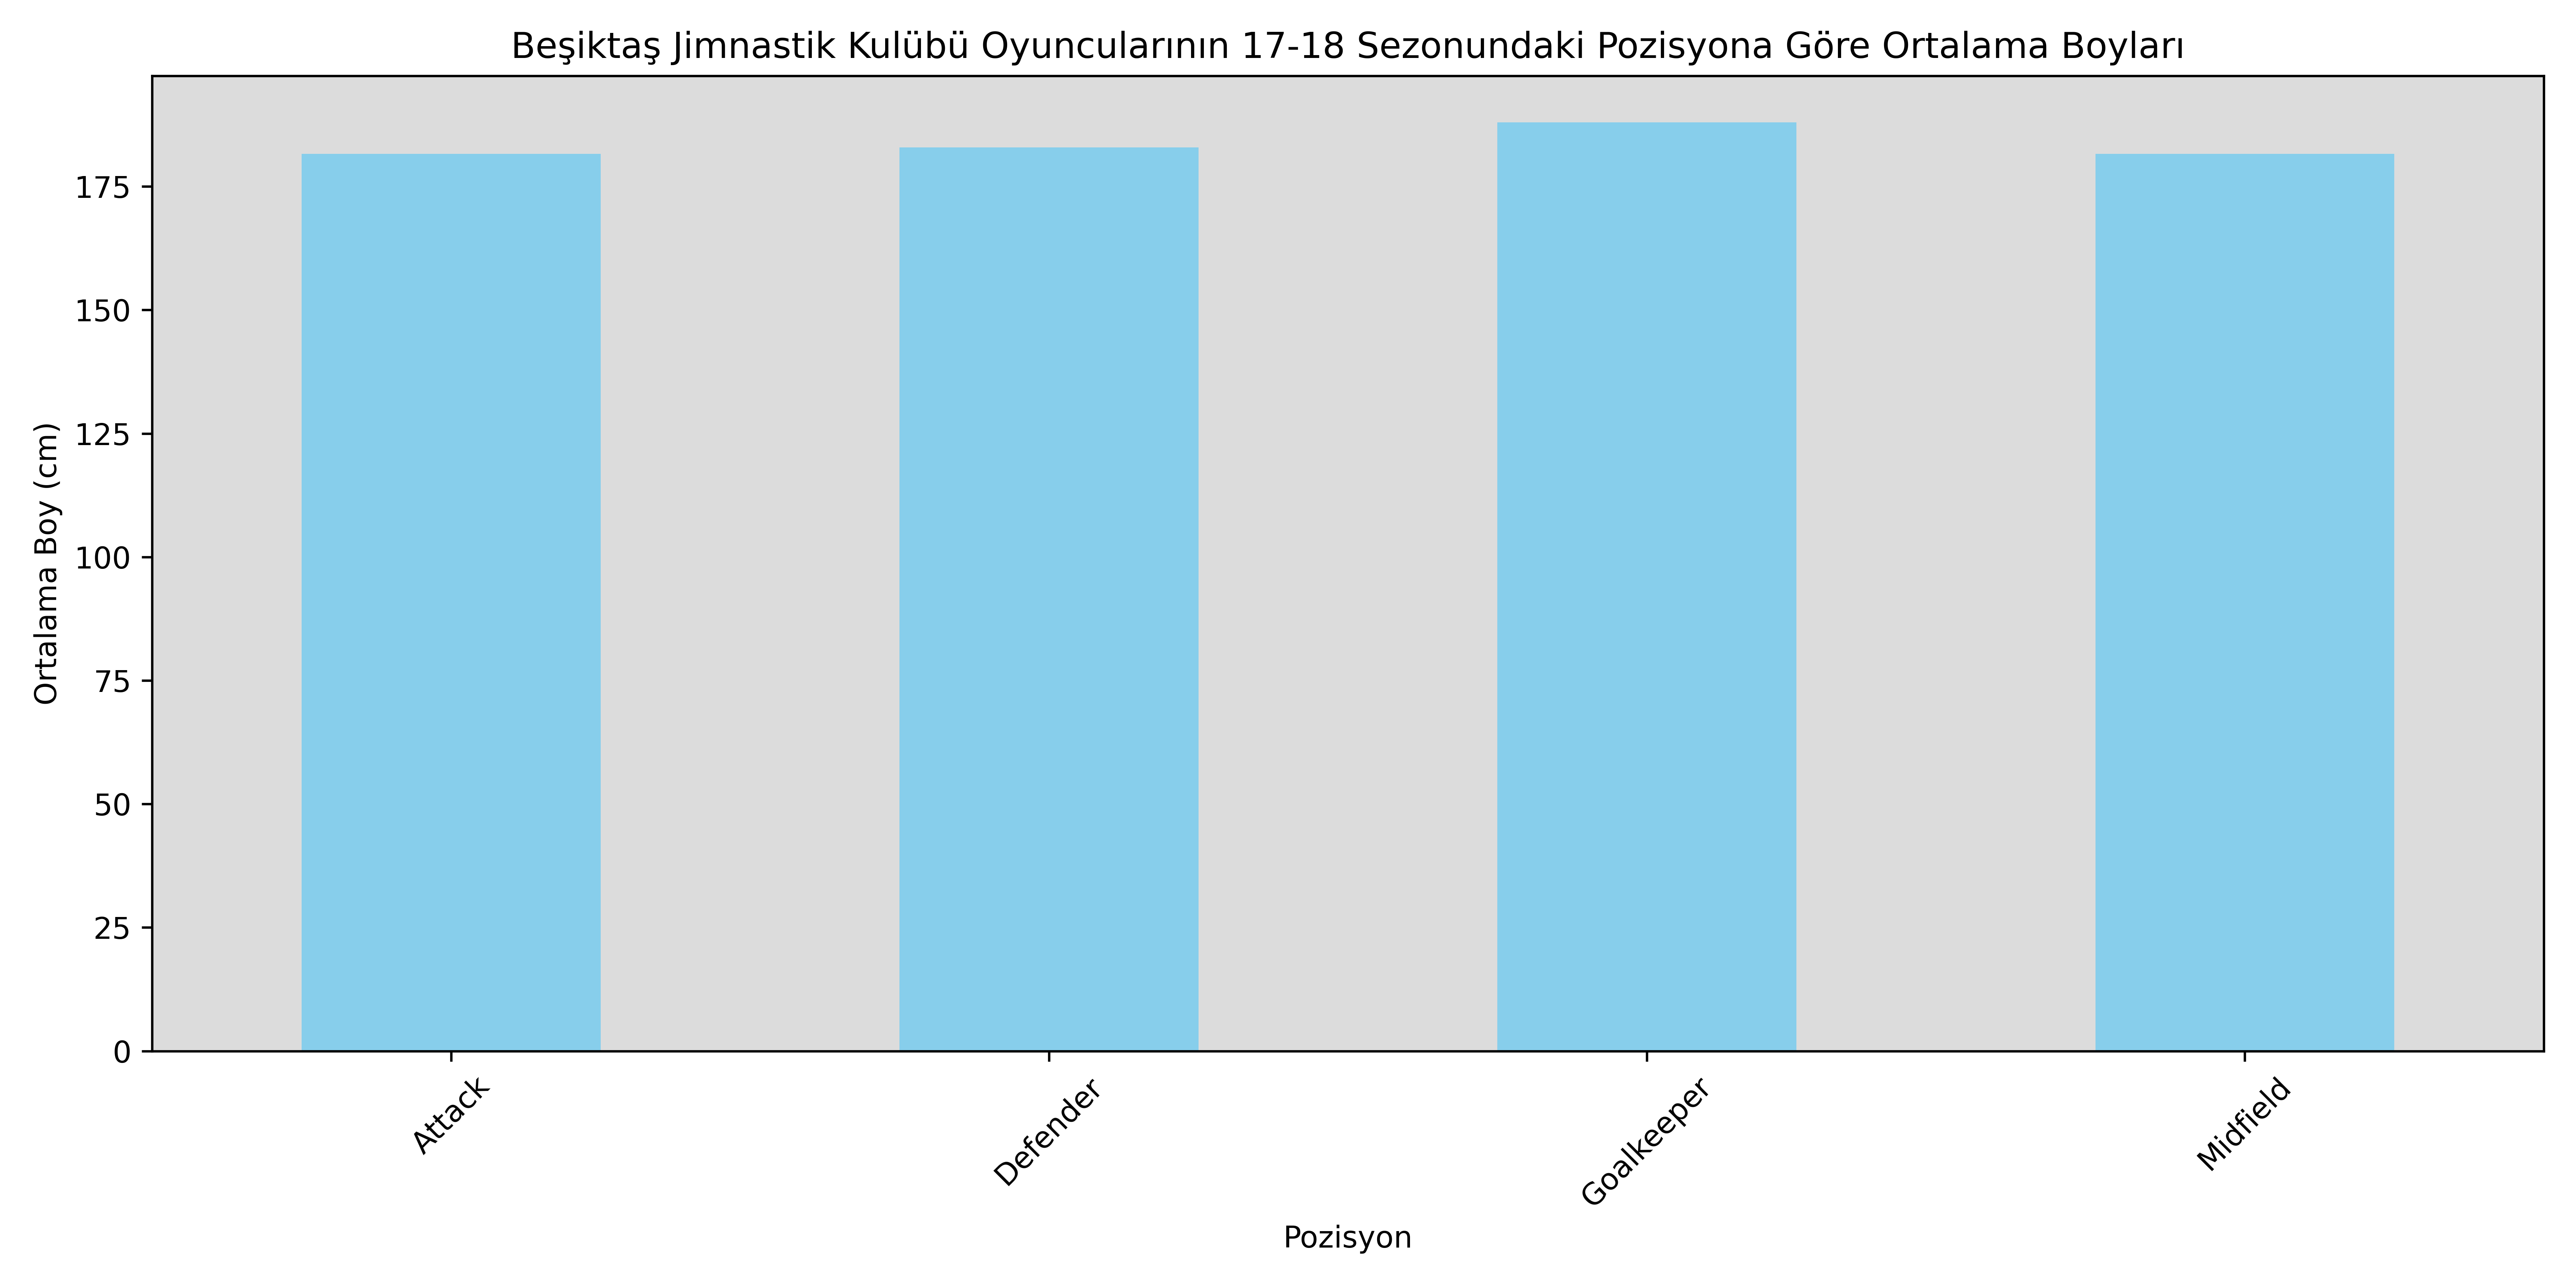 Beşiktaş Jimnastik Kulübü Oyuncularının 17-18 Sezonundaki Pozisyona Göre Ortalama Boyları
Ortalama Boy (cm)
175
150
125
100
75
50
25
0
Attack
Defender
Goalkeeper
Midfield
Pozisyon